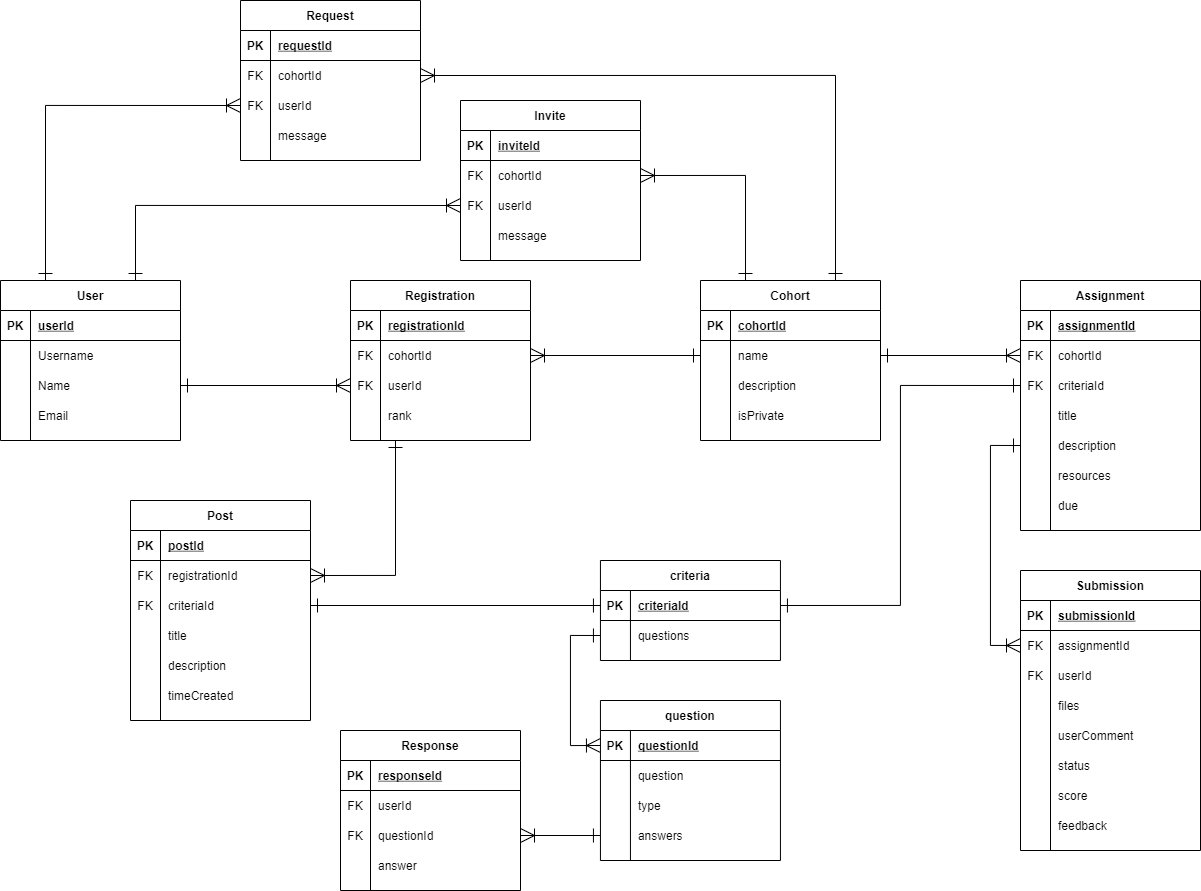 Request
PK requestId
FK cohortId
FK userId
message
Invite
PK inviteId
FK cohortId
FK userId
message
User
PK userId
Username
Name
Email
Registration
PK registrationId
FK cohortId
FK userId
rank
Cohort
PK cohortId
name
description
isPrivate
Assignment
PK assignmentId
FK cohortId
FK criteriaId
title
description
resources
due
Post
PK postId
FK registrationId
FK criteriaId
title
description
timeCreated
criteria
PK criteriaId
questions
Submission
PK submissionId
FK assignmentId
FK userId
files
userComment
status
score
feedback
question
PK questionId
question
type
answers
Response
PK responseId
FK userId
FK questionId
answer